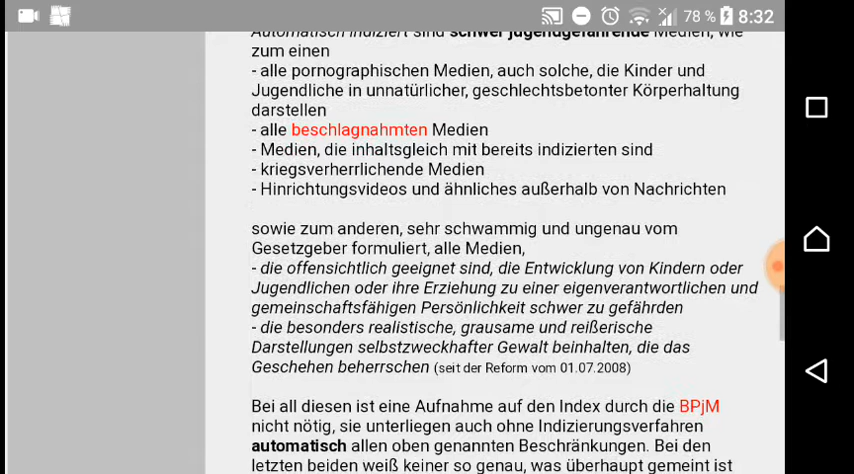 78 % 8:32
Automatisch indiziert sind schwer jugendgefährende Medien, wie
zum einen
- alle pornographischen Medien, auch solche, die Kinder und
Jugendliche in unnatürlicher, geschlechtsbetonter Körperhaltung
darstellen
- alle beschlagnahmten Medien
- Medien, die inhaltsgleich mit bereits indizierten sind
- kriegsverherrlichende Medien
- Hinrichtungsvideos und ähnliches außerhalb von Nachrichten
sowie zum anderen, sehr schwammig und ungenau vom
Gesetzgeber formuliert, alle Medien,
- die offensichtlich geeignet sind, die Entwicklung von Kindern oder
Jugendlichen oder ihre Erziehung zu einer eigenverantwortlichen und
gemeinschaftsfähigen Persönlichkeit schwer zu gefährden
- die besonders realistische, grausame und reißerische
Darstellungen selbstzweckhafter Gewalt beinhalten, die das
Geschehen beherrschen (seit der Reform vom 01.07.2008)
Bei all diesen ist eine Aufnahme auf den Index durch die BPjM
nicht nötig, sie unterliegen auch ohne Indizierungsverfahren
automatisch allen oben genannten Beschränkungen. Bei den
letzten beiden weiß keiner so genau, was überhaupt gemeint ist